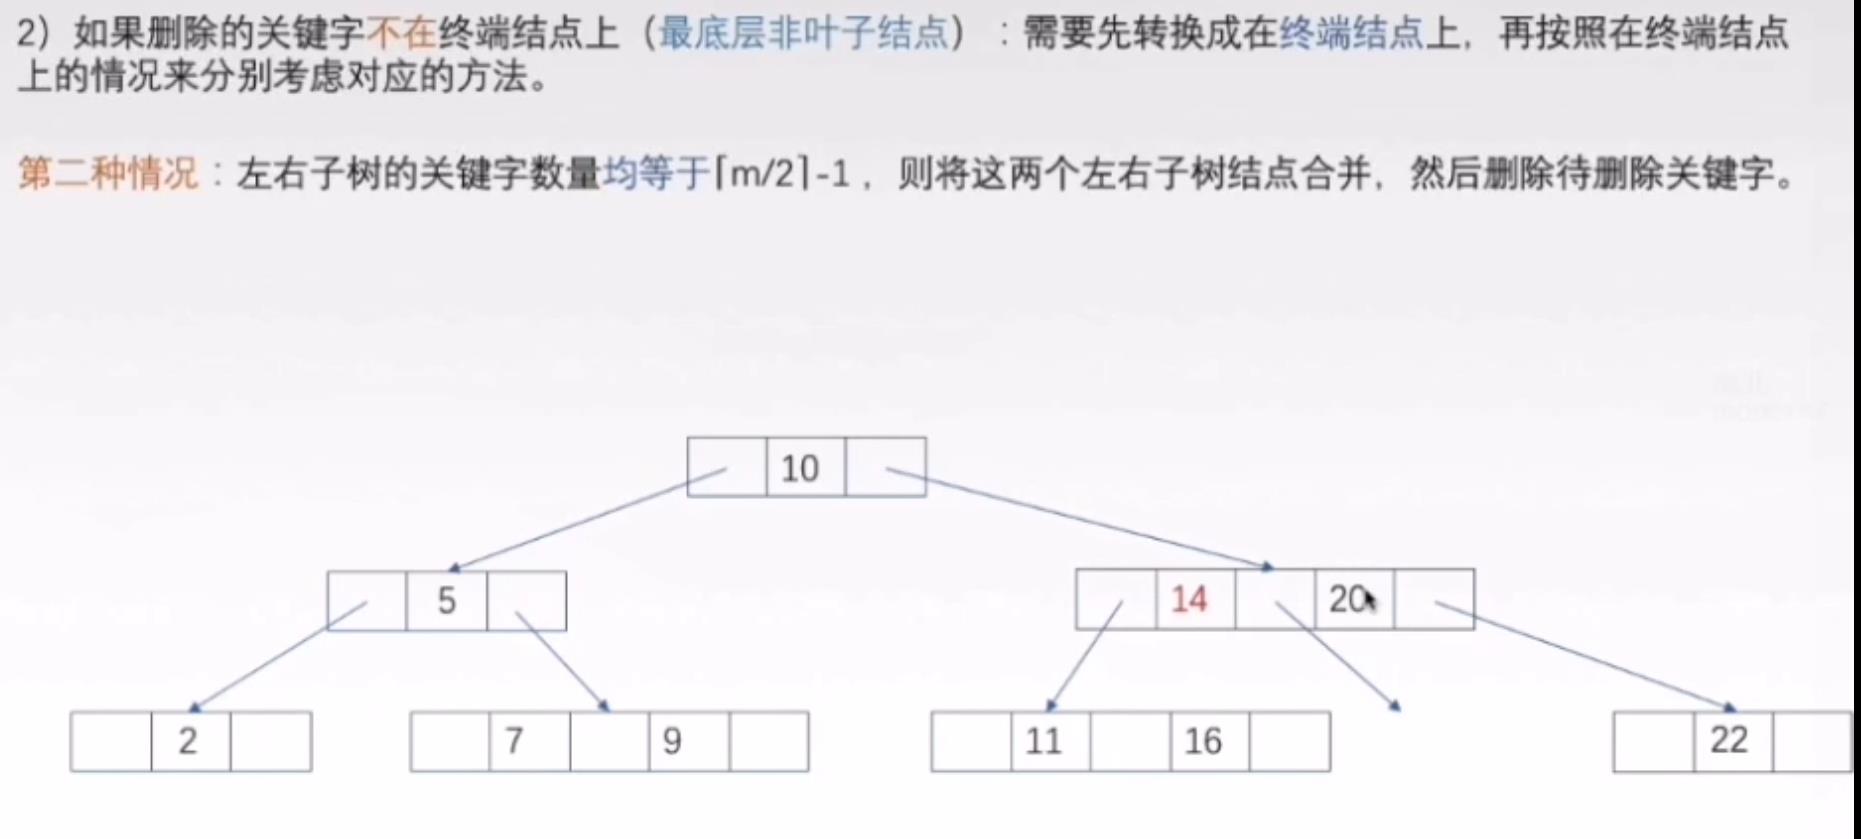 2）如果删除的关键字不在终端结点上（最底层非叶子结点）：需要先转换成在终端结点上，再按照在终端结点
上的情况来分别考虑对应的方法。
第二种情况：左右子树的关键字数量均等于⌈m/2⌉-1，则将这两个左右子树结点合并，然后删除待删除关键字。
10
5 14 20
2 7 9 11 16 22